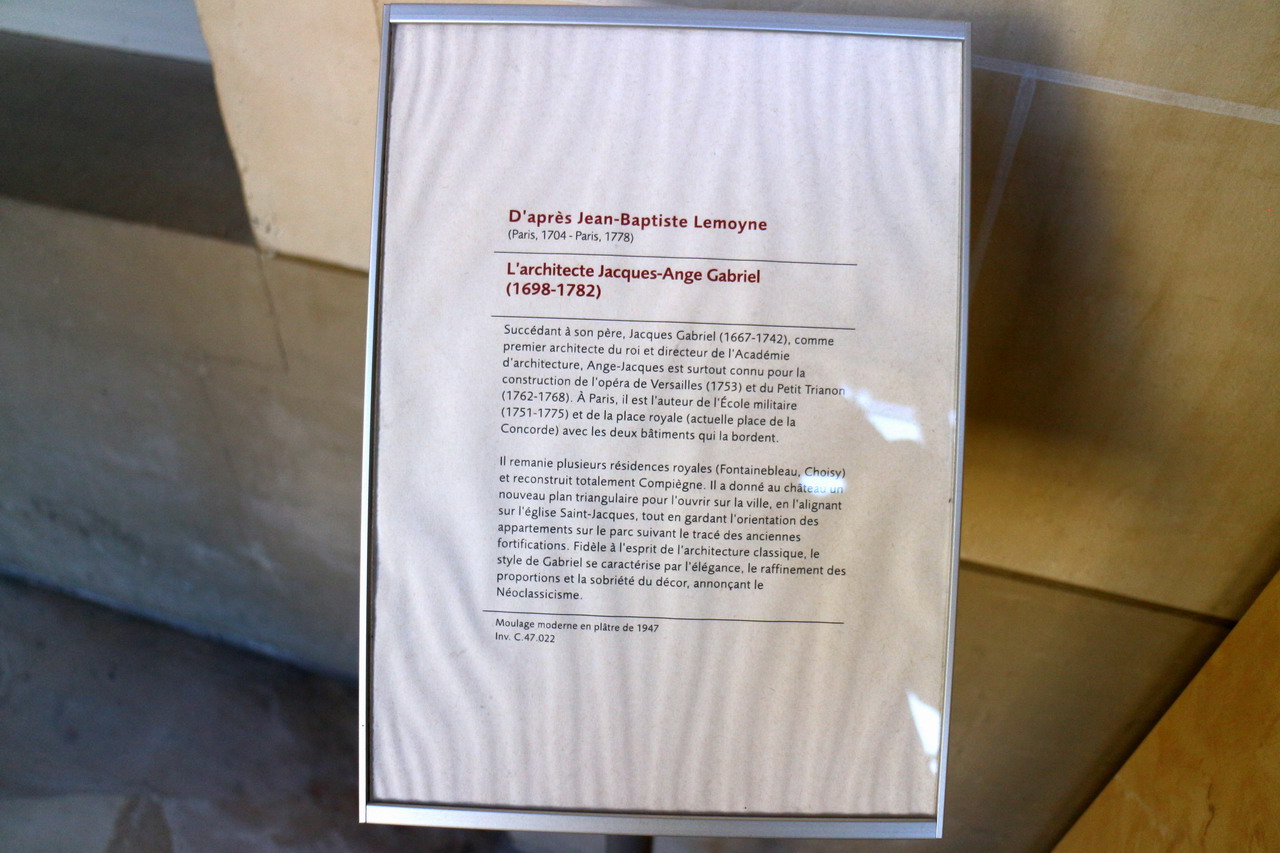 D'après Jean-Baptiste Lemoyne
(Paris, 1704 - Paris, 1778)
L'architecte Jacques-Ange Gabriel
(1698-1782)
Succédant à son père, Jacques Gabriel (1667-1742), comme
premier architecte du roi et directeur de l'Académie
d'architecture, Ange-Jacques est surtout connu pour la
construction de l'opéra de Versailles (1753) et du Petit Trianon
(1762-1768). À Paris, il est l'auteur de l'École militaire
(1751-1775) et de la place royale (actuelle place de la
Concorde) avec les deux bâtiments qui la bordent.
Il remanie plusieurs résidences royales (Fontainebleau, Choisy)
et reconstruit totalement Compiègne. Il a donné au château un
nouveau plan triangulaire pour l'ouvrir sur la ville, en l'alignant
sur l'église Saint-Jacques, tout en gardant l'orientation des
appartements sur le parc suivant le tracé des anciennes
fortifications. Fidèle à l'esprit de l'architecture classique, le
style de Gabriel se caractérise par l'élégance, le raffinement des
proportions et la sobriété du décor, annonçant le
Néoclassicisme.
Moulage moderne en plâtre de 1947
Inv. C.47.022